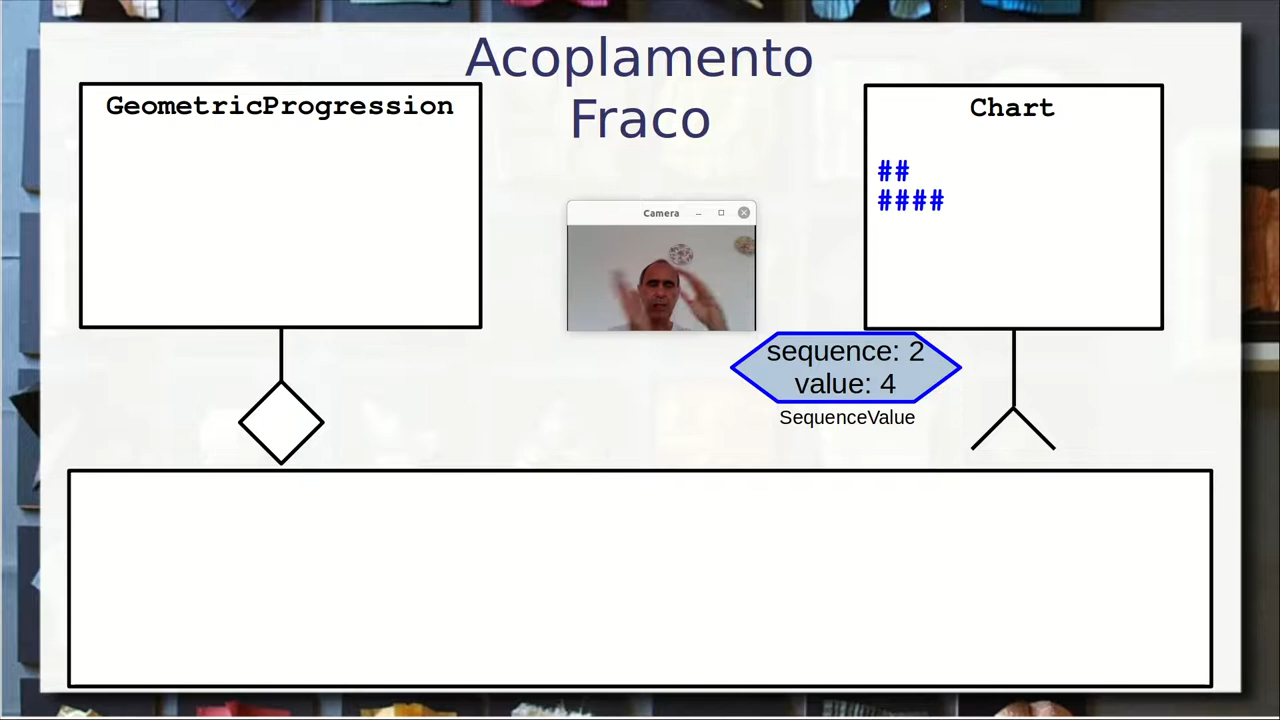 Acoplamento
Fraco
GeometricProgression
Chart
##
####
Camera
sequence: 2
value: 4
SequenceValue